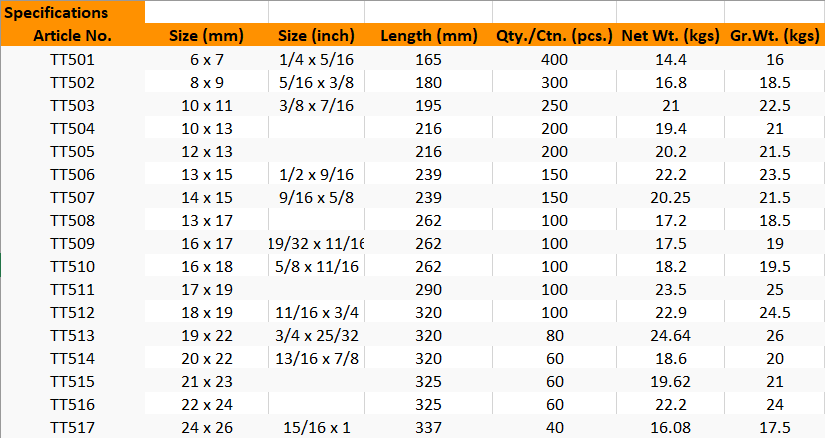 Specifications
Article No. Size (mm) Size (inch) Length (mm) Qty./Ctn. (pcs.) Net Wt. (kgs) Gr.Wt. (kgs)
TT501 6 x 7 1/4 x 5/16 165 400 14.4 16
TT502 8 x 9 5/16 x 3/8 180 300 16.8 18.5
TT503 10 x 11 3/8 x 7/16 195 250 21 22.5
TT504 10 x 13 216 200 19.4 21
TT505 12 x 13 216 200 20.2 21.5
TT506 13 x 15 1/2 x 9/16 239 150 22.2 23.5
TT507 14 x 15 9/16 x 5/8 239 150 20.25 21.5
TT508 13 x 17 262 100 17.2 18.5
TT509 16 x 17 19/32 x 11/16 262 100 17.5 19
TT510 16 x 18 5/8 x 11/16 262 100 18.2 19.5
TT511 17 x 19 290 100 23.5 25
TT512 18 x 19 11/16 x 3/4 320 100 22.9 24.5
TT513 19 x 22 3/4 x 25/32 320 80 24.64 26
TT514 20 x 22 13/16 x 7/8 320 60 18.6 20
TT515 21 x 23 325 60 19.62 21
TT516 22 x 24 325 60 22.2 24
TT517 24 x 26 15/16 x 1 337 40 16.08 17.5